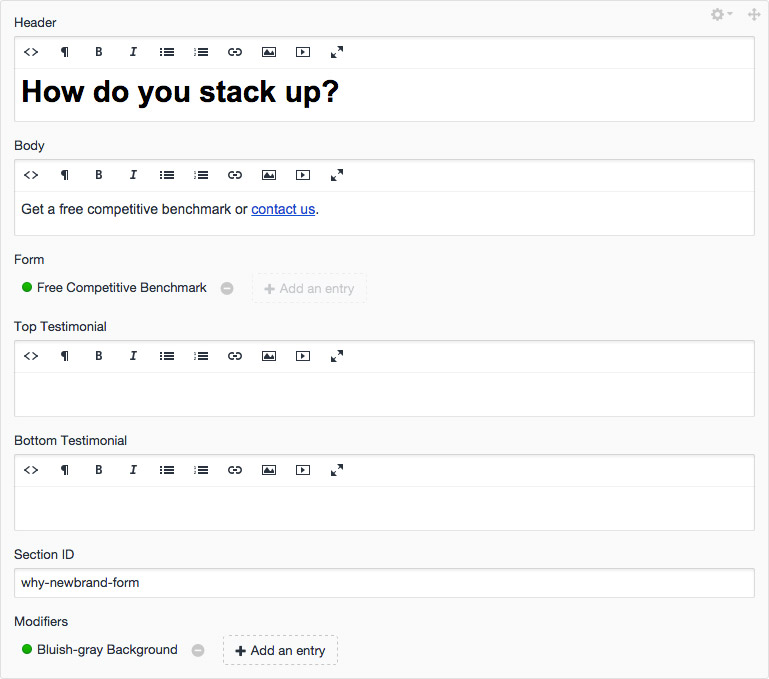 Header
<> ¶ B I
How do you stack up?
Body
<> ¶ B I
Get a free competitive benchmark or contact us.
Form
Free Competitive Benchmark + Add an entry
Top Testimonial
<> ¶ B I
Bottom Testimonial
<> ¶ B I
Section ID
why-newbrand-form
Modifiers
Bluish-gray Background + Add an entry